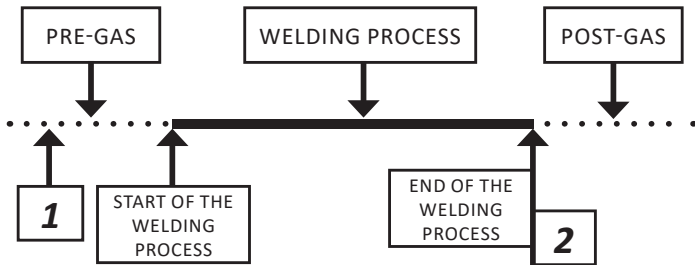 PRE-GAS
WELDING PROCESS
POST-GAS
1
START OF THE
WELDING
PROCESS
END OF THE
WELDING
PROCESS
2